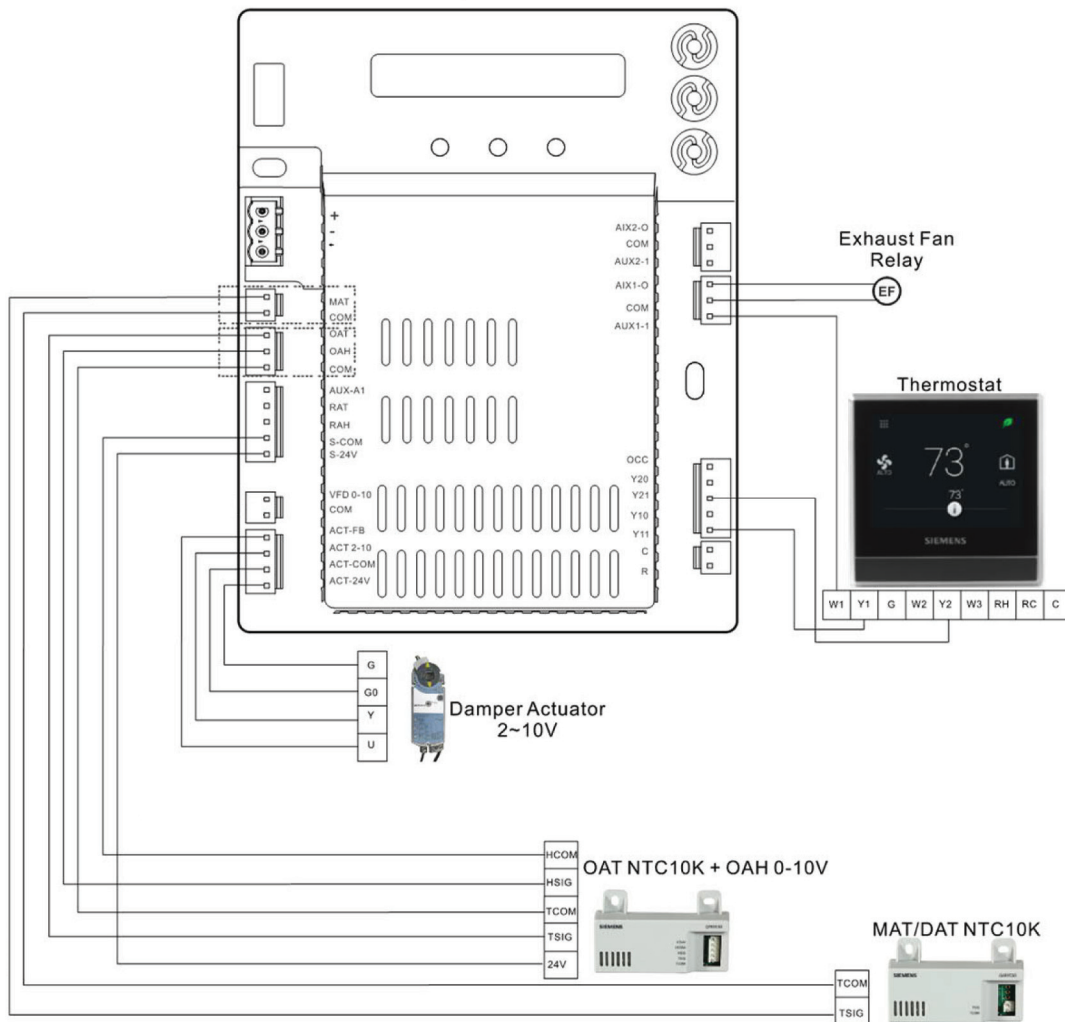 +
-
-
MAT
COM
OAT
OAH
COM
AUX-A1
RAT
RAH
S-COM
S-24V
VFD 0-10
COM
ACT-FB
ACT 2-10
ACT-COM
ACT-24V
AIX2-O
COM
AUX2-1
AIX1-O
COM
AUX1-1
OCC
Y20
Y21
Y10
Y11
C
R
Exhaust Fan
Relay
EF
Thermostat
73°
AUTO
AUTO
73°
SIEMENS
W1 Y1 G W2 Y2 W3 RH RC C
G
G0
Y
U
Damper Actuator
2~10V
HCOM
HSIG
TCOM
TSIG
24V
OAT NTC10K + OAH 0-10V
SIEMENS
MAT/DAT NTC10K
SIEMENS
TCOM
TSIG